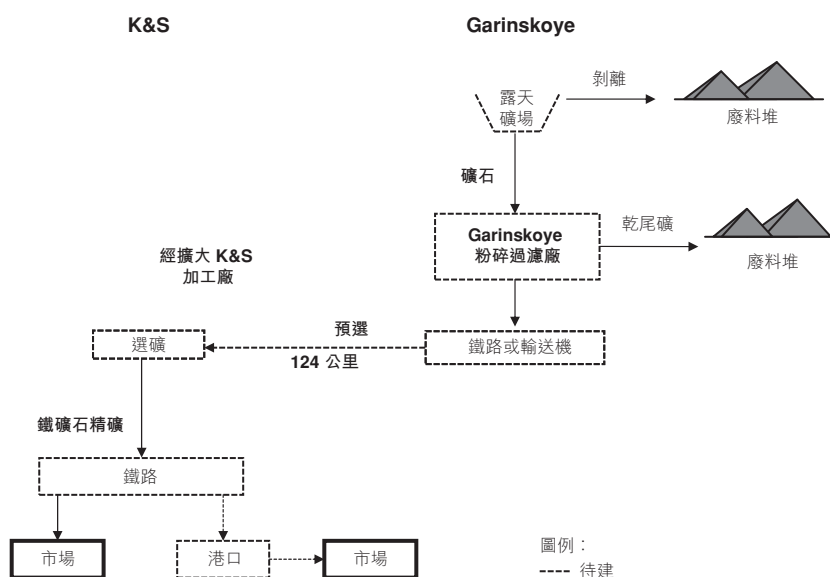 K&S
Garinskoye
露天
礦場
剝離
廢料堆
礦石
Garinskoye
粉碎過濾廠
乾尾礦
廢料堆
經擴大 K&S
加工廠
選礦
預選
124 公里
鐵路或輸送機
鐵礦石精礦
鐵路
市場
港口
市場
圖例：
待建